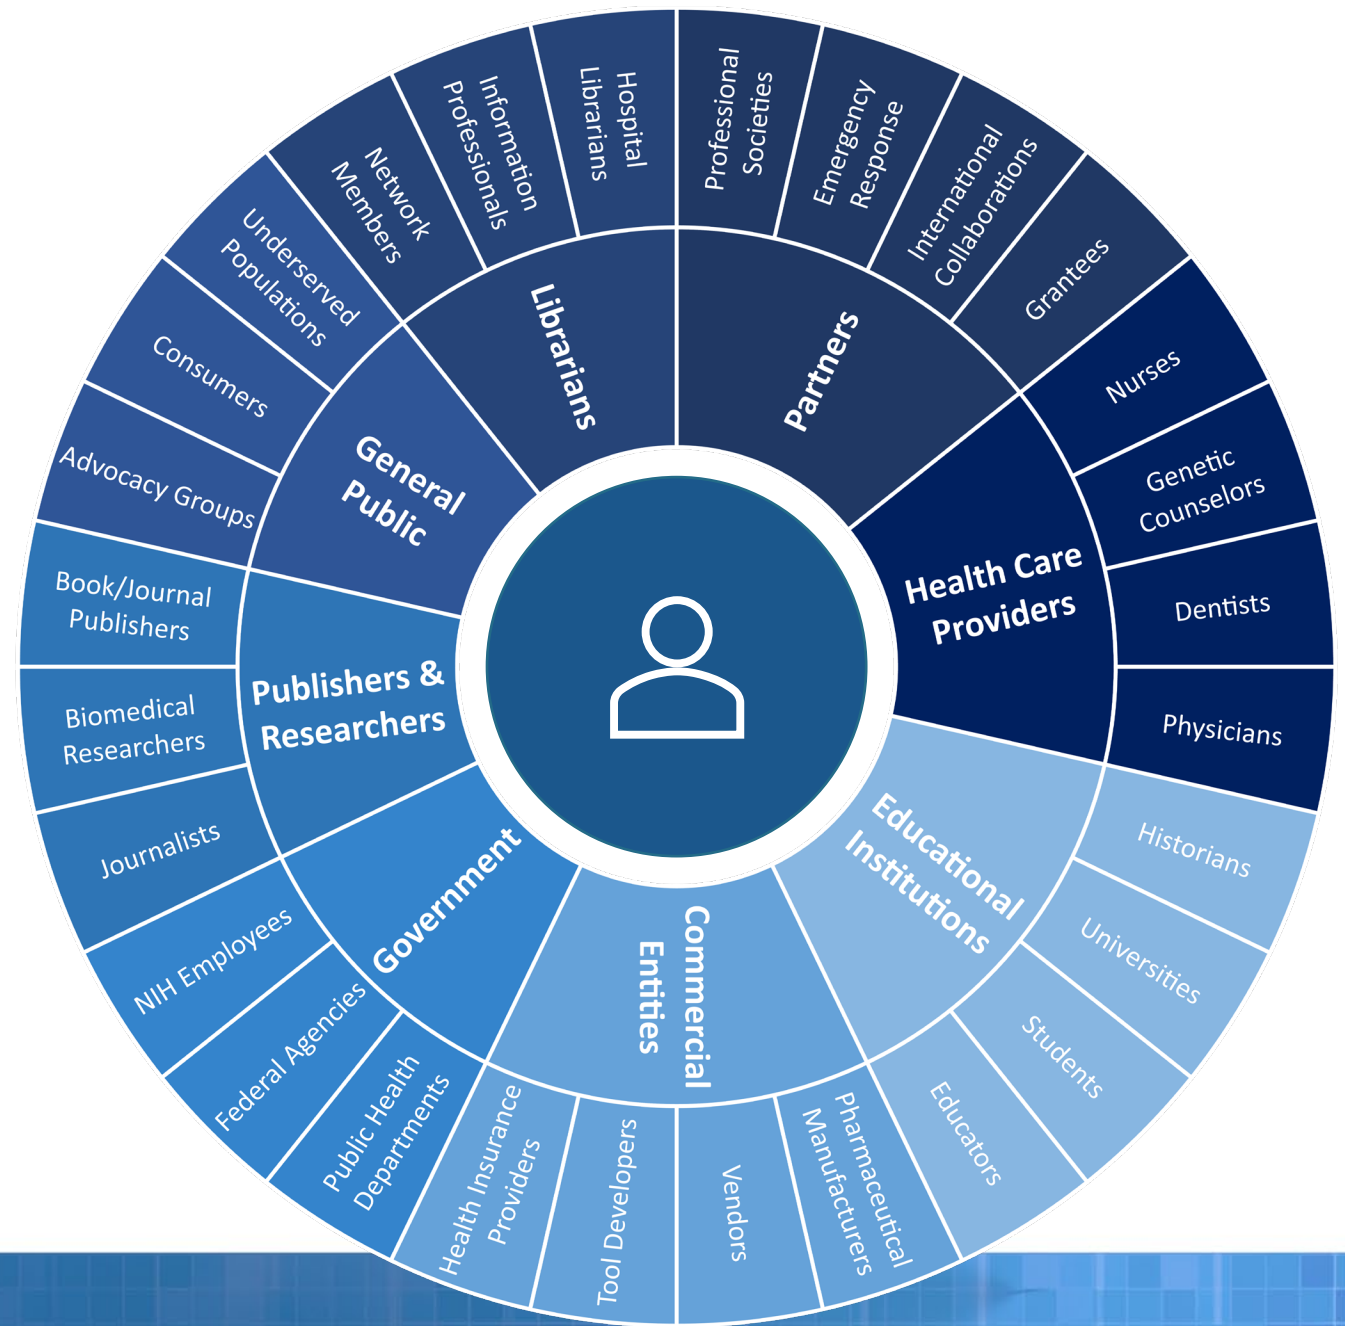 Partners
Professional
Societies
Emergency
Response
International
Collaborations
Grantees
Health Care
Providers
Nurses
Genetic
Counselors
Dentists
Physicians
Educational
Institutions
Historians
Universities
Students
Educators
Commercial
Entities
Pharmaceutical
Manufacturers
Vendors
Tool Developers
Health Insurance
Providers
Government
Public Health
Departments
Federal Agencies
NIH Employees
Publishers &
Researchers
Journalists
Biomedical
Researchers
Book/Journal
Publishers
General
Public
Advocacy Groups
Consumers
Underserved
Populations
Librarians
Network
Members
Information
Professionals
Hospital
Librarians